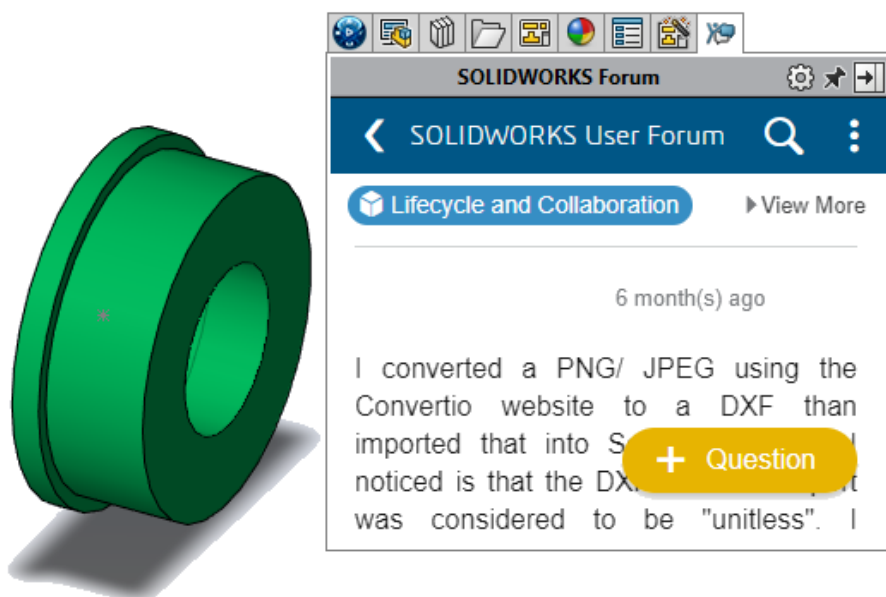 SOLIDWORKS Forum
SOLIDWORKS User Forum
Lifecycle and Collaboration
View More
6 month(s) ago
I converted a PNG/ JPEG using the
Convertio website to a DXF than
imported that into
noticed is that the
was considered to be "unitless". I
+ Question